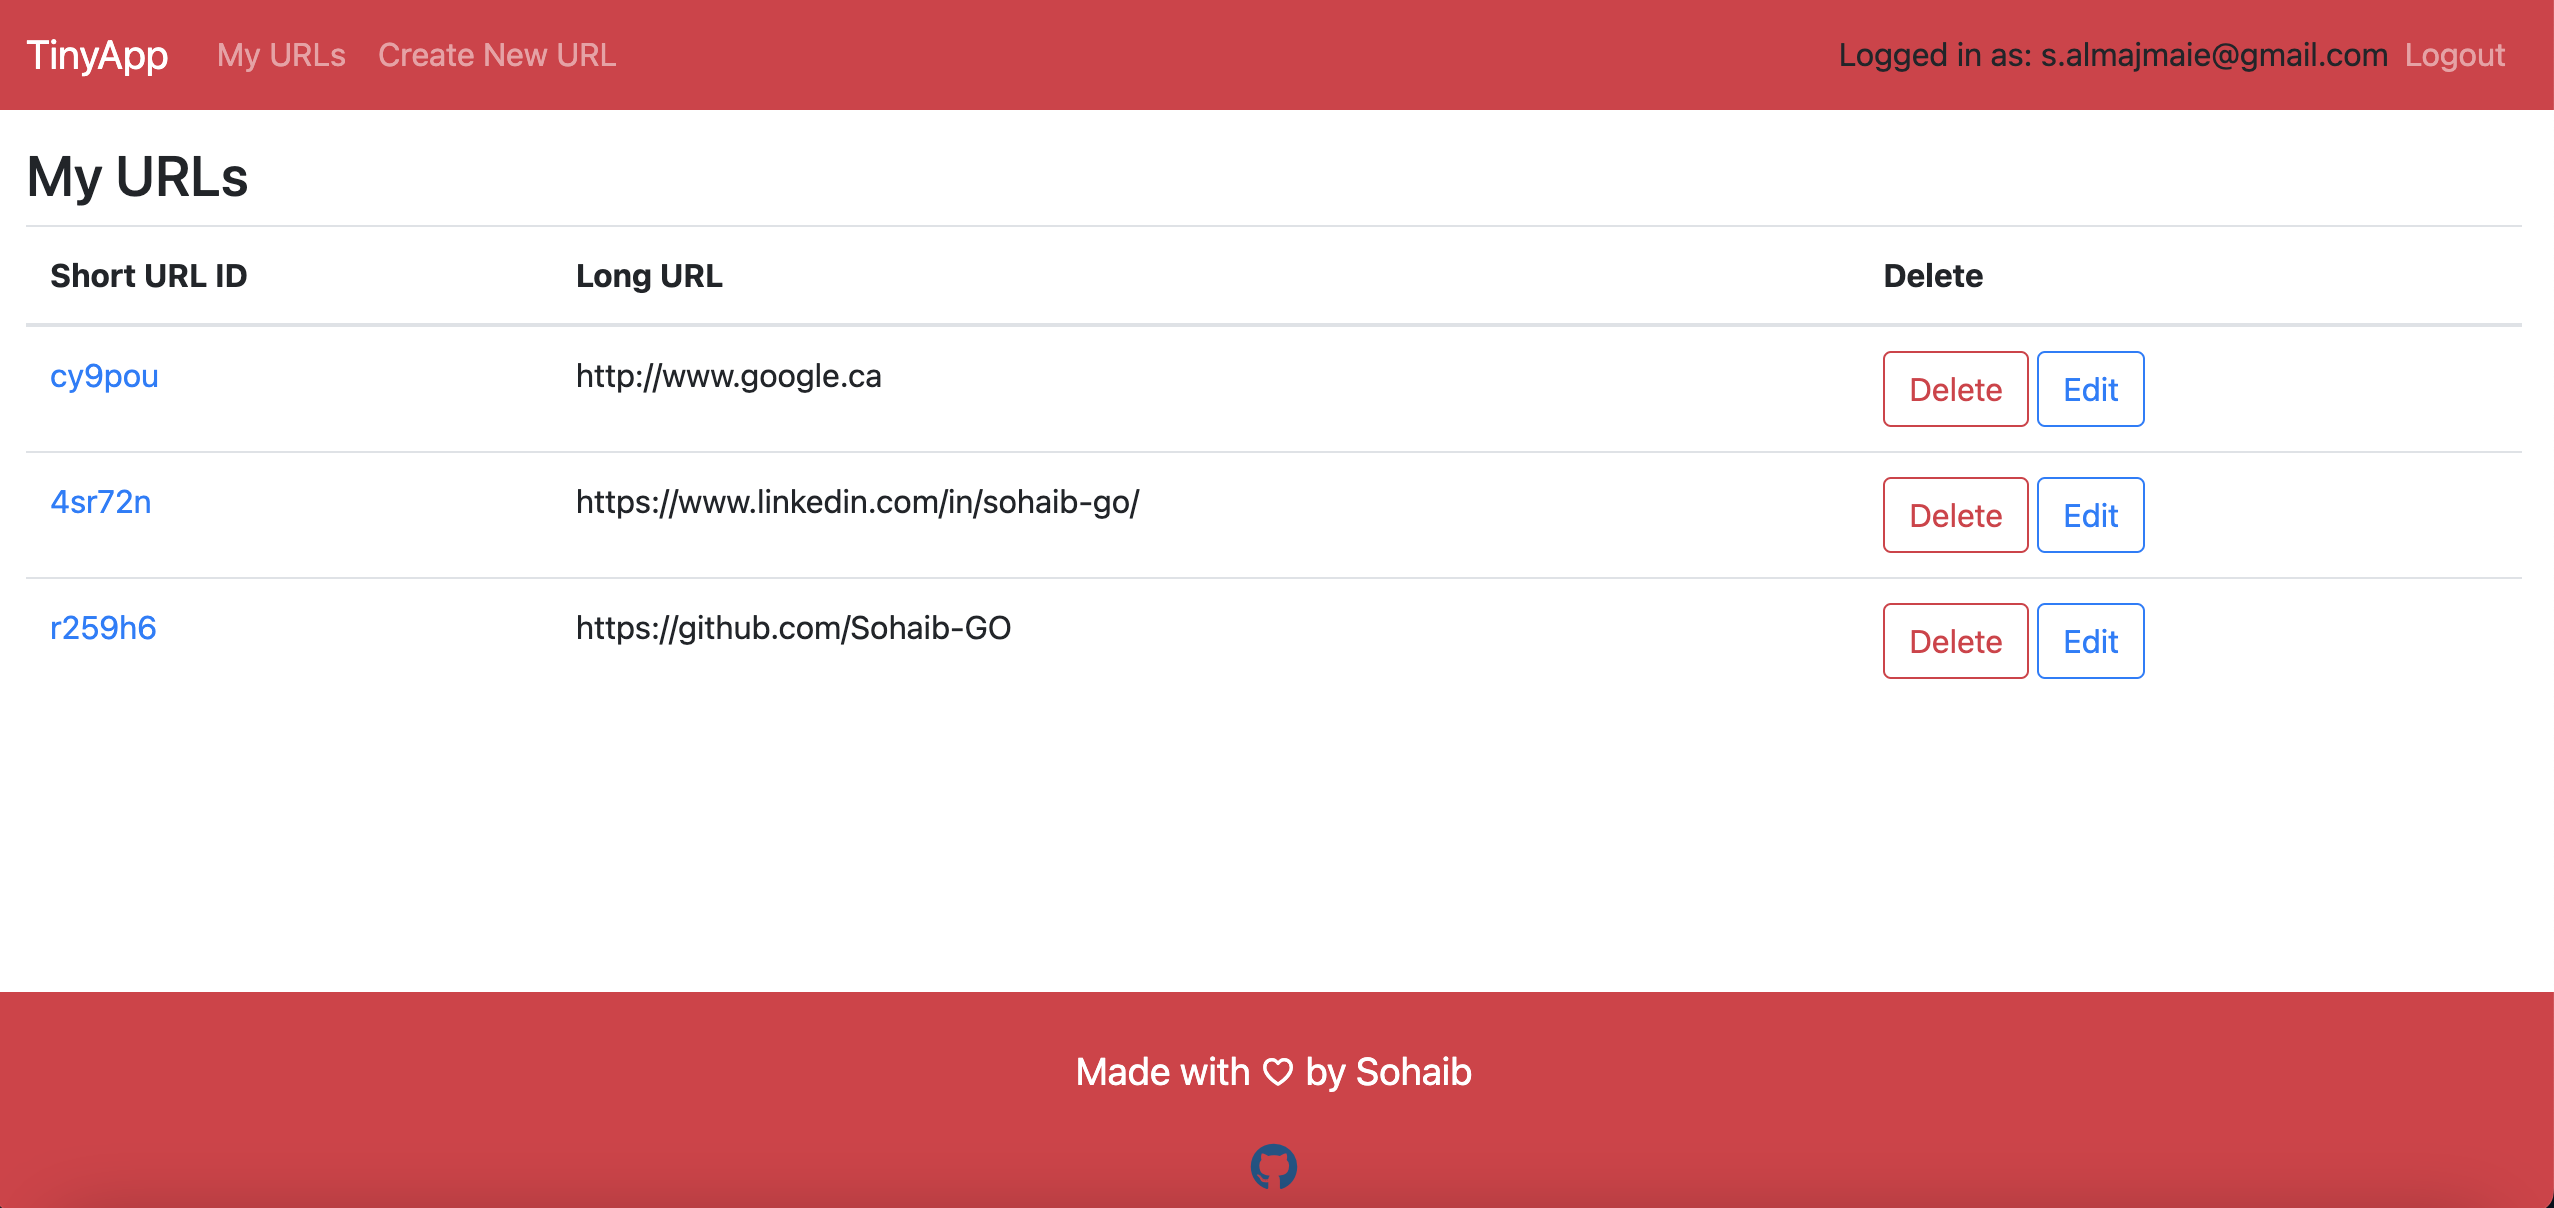 TinyApp My URLs Create New URL Logged in as: s.almajmaie@gmail.com Logout
My URLs
Short URL ID Long URL Delete
cy9pou http://www.google.ca Delete Edit
4sr72n https://www.linkedin.com/in/sohaib-go/ Delete Edit
r259h6 https://github.com/Sohaib-GO Delete Edit
Made with ♡ by Sohaib